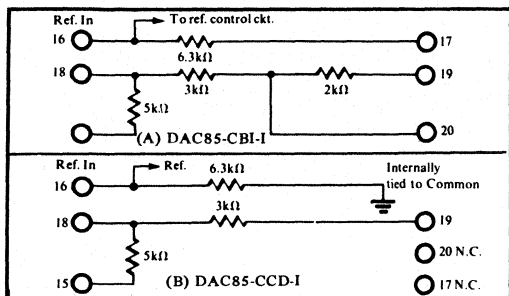 Ref. In
To ref. control ckt.
16
6.3kΩ
17
18
3kΩ
2kΩ
19
5kΩ
(A) DAC85-CBI-I
20
Ref. In
Ref.
6.3kΩ
Internally
tied to Common
16
3kΩ
18
19
5kΩ
20 N.C.
15
(B) DAC85-CCD-I
17 N.C.